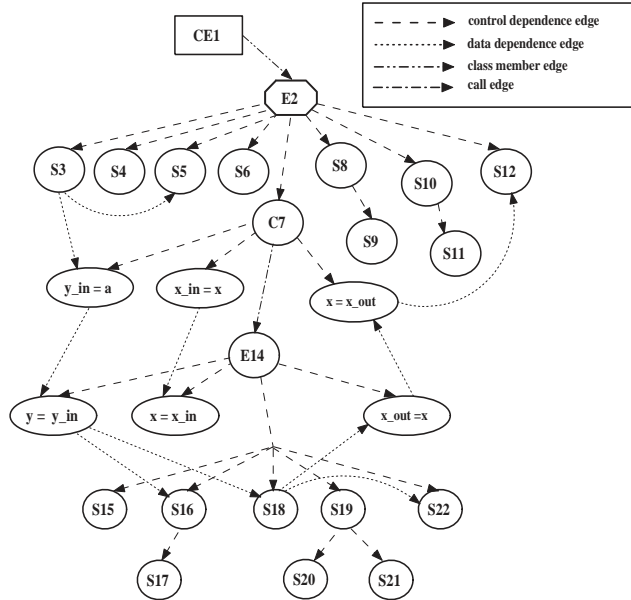 CE1
control dependence edge
data dependence edge
class member edge
call edge
E2
S3
S4
S5
S6
S8
S10
S12
C7
S9
S11
y_in = a
x_in = x
x = x_out
E14
y = y_in
x = x_in
x_out =x
S15
S16
S18
S19
S22
S17
S20
S21